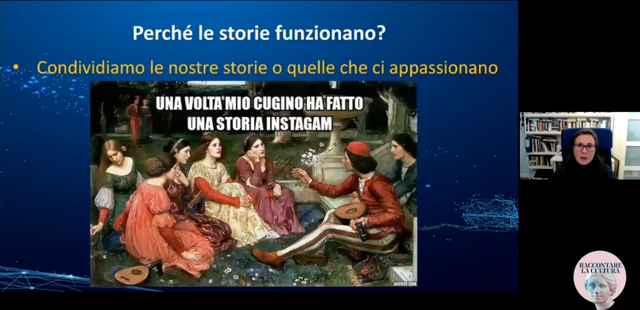 Perché le storie funzionano?
• Condividiamo le nostre storie o quelle che ci appassionano
UNA VOLTA MIO CUGINO HA FATTO
UNA STORIA INSTAGAM
RACCONTARE
LA CULTURA